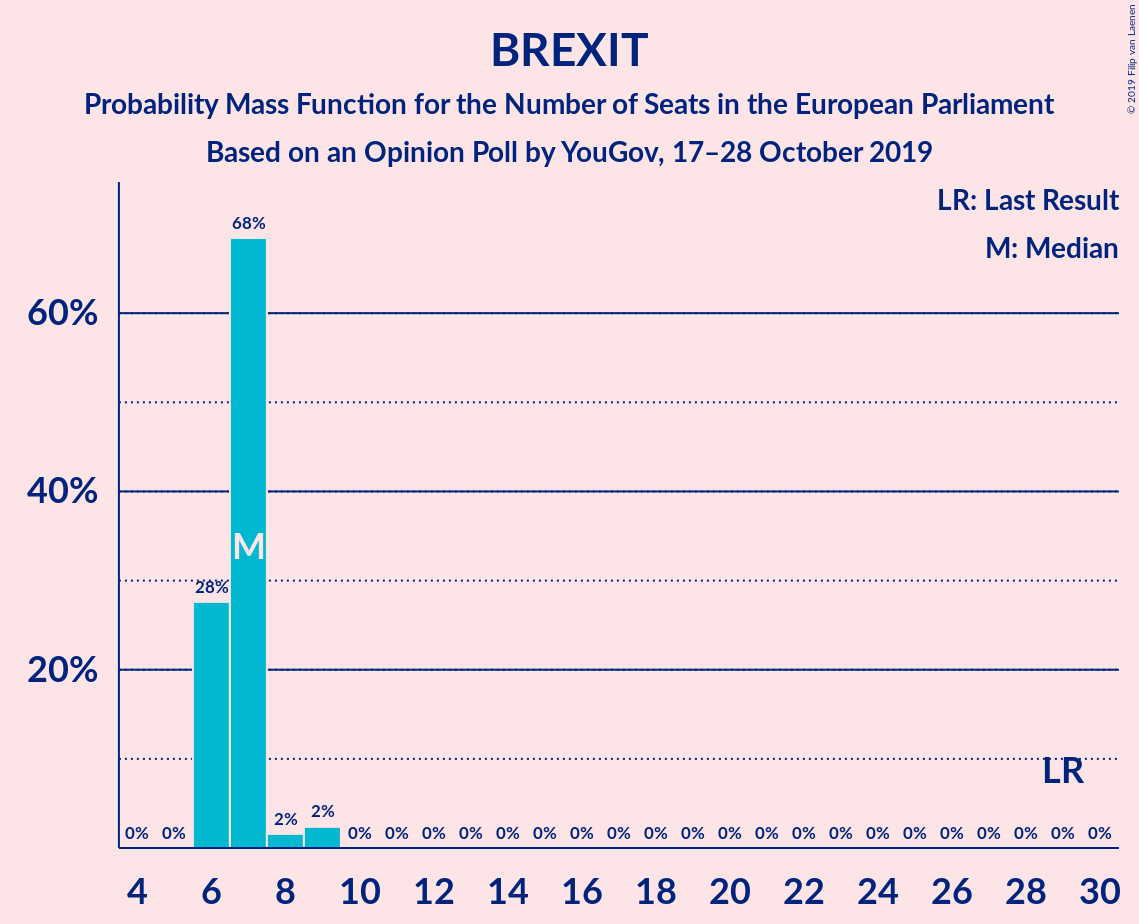 BREXIT
Probability Mass Function for the Number of Seats in the European Parliament
Based on an Opinion Poll by YouGov, 17–28 October 2019
© 2019 Filip van Laenen
LR: Last Result
M: Median
68%
60%
40%
M
28%
20%
LR
0% 0% 2% 2% 0% 0% 0% 0% 0% 0% 0% 0% 0% 0% 0% 0% 0% 0% 0% 0% 0% 0% 0% 0% 0%
4 6 8 10 12 14 16 18 20 22 24 26 28 30